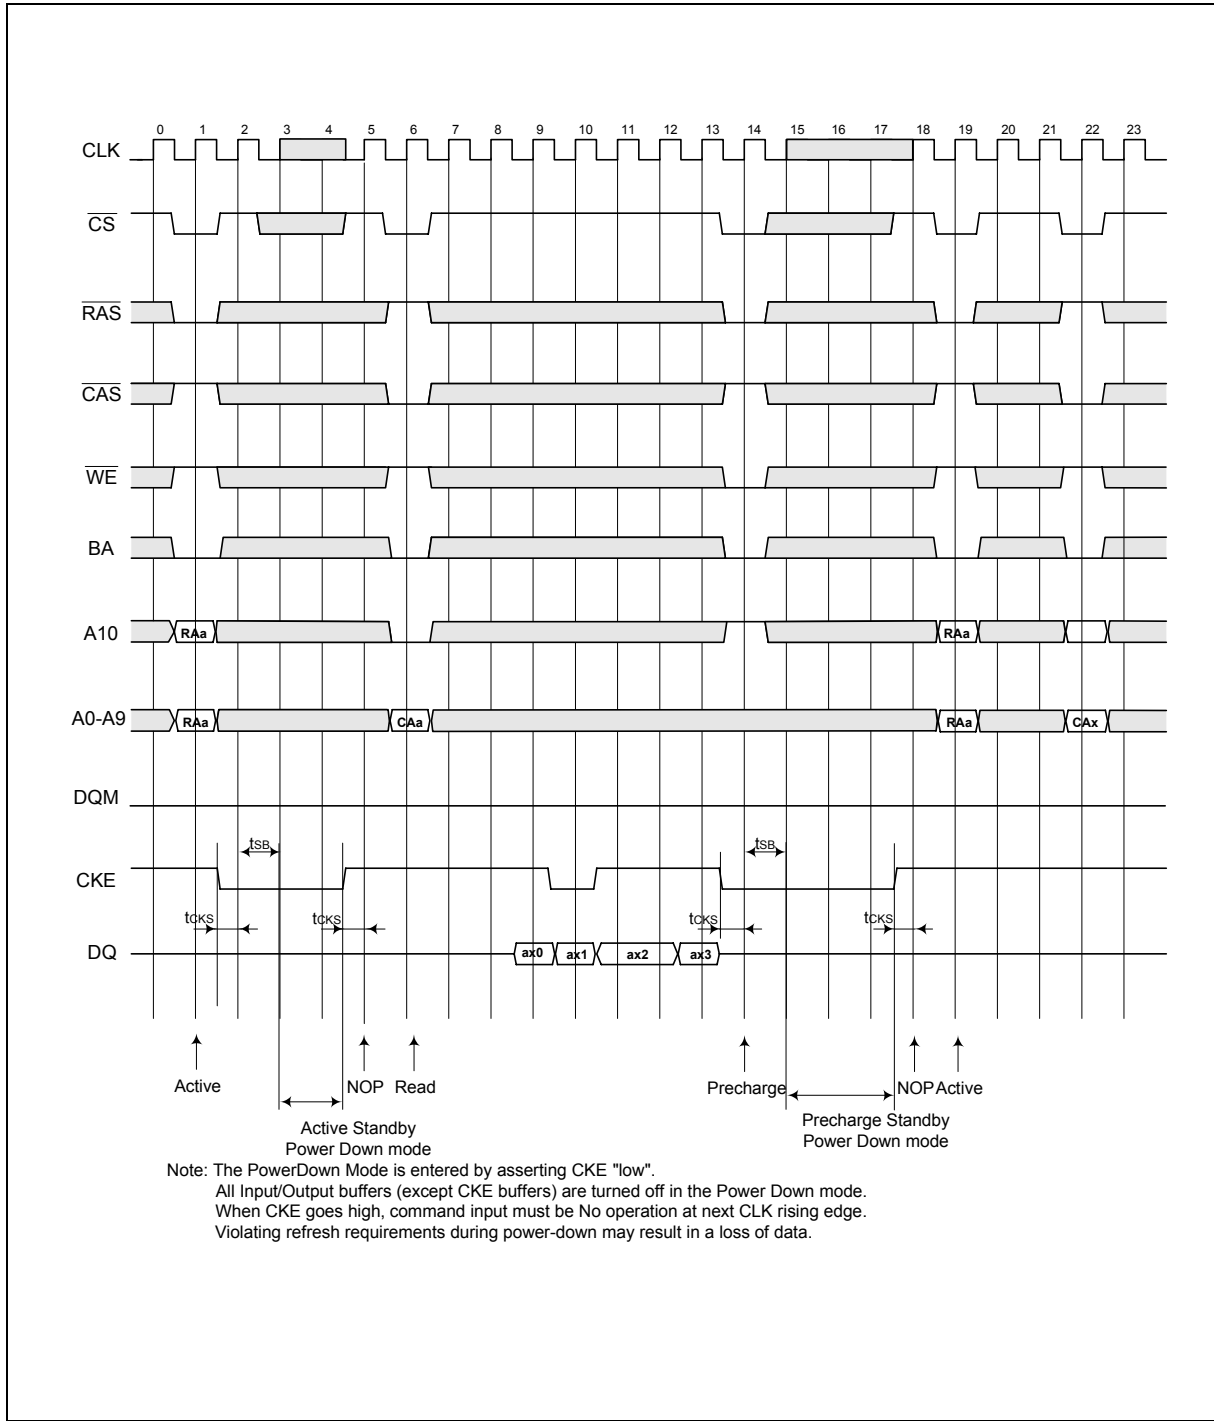 0 1 2 3 4 5 6 7 8 9 10 11 12 13 14 15 16 17 18 19 20 21 22 23
CLK
CS
RAS
CAS
WE
BA
A10 RAa RAa
A0-A9 RAa CAa RAa CAx
DQM
tSB tSB
CKE
tCKS tCKS tCKS tCKS
DQ ax0 ax1 ax2 ax3
Active NOP Read Precharge NOP Active
Active Standby
Power Down mode
Precharge Standby
Power Down mode
Note: The PowerDown Mode is entered by asserting CKE "low".
All Input/Output buffers (except CKE buffers) are turned off in the Power Down mode.
When CKE goes high, command input must be No operation at next CLK rising edge.
Violating refresh requirements during power-down may result in a loss of data.